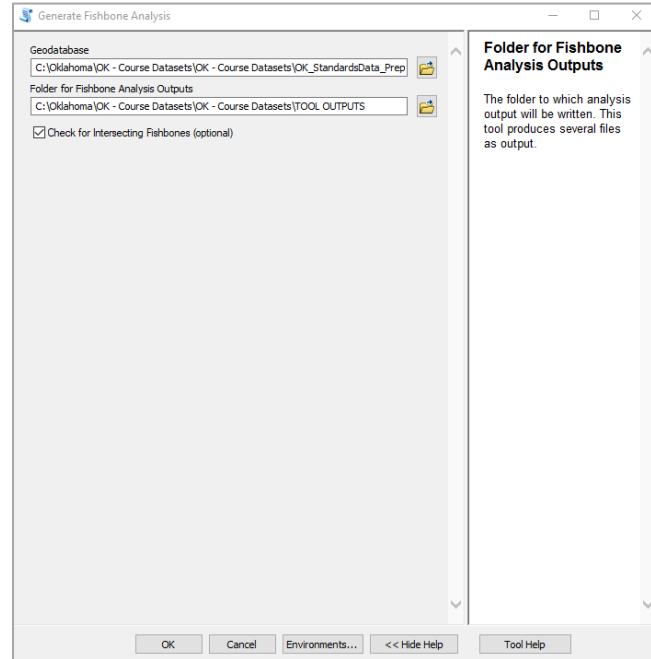 Generate Fishbone Analysis
Geodatabase
C:\Oklahoma\OK - Course Datasets\OK - Course Datasets\OK_StandardsData_Prep
Folder for Fishbone Analysis Outputs
C:\Oklahoma\OK - Course Datasets\OK - Course Datasets\TOOL OUTPUTS
Check for Intersecting Fishbones (optional)
Folder for Fishbone
Analysis Outputs
The folder to which analysis
output will be written. This
tool produces several files
as output.
OK
Cancel
Environments...
<< Hide Help
Tool Help